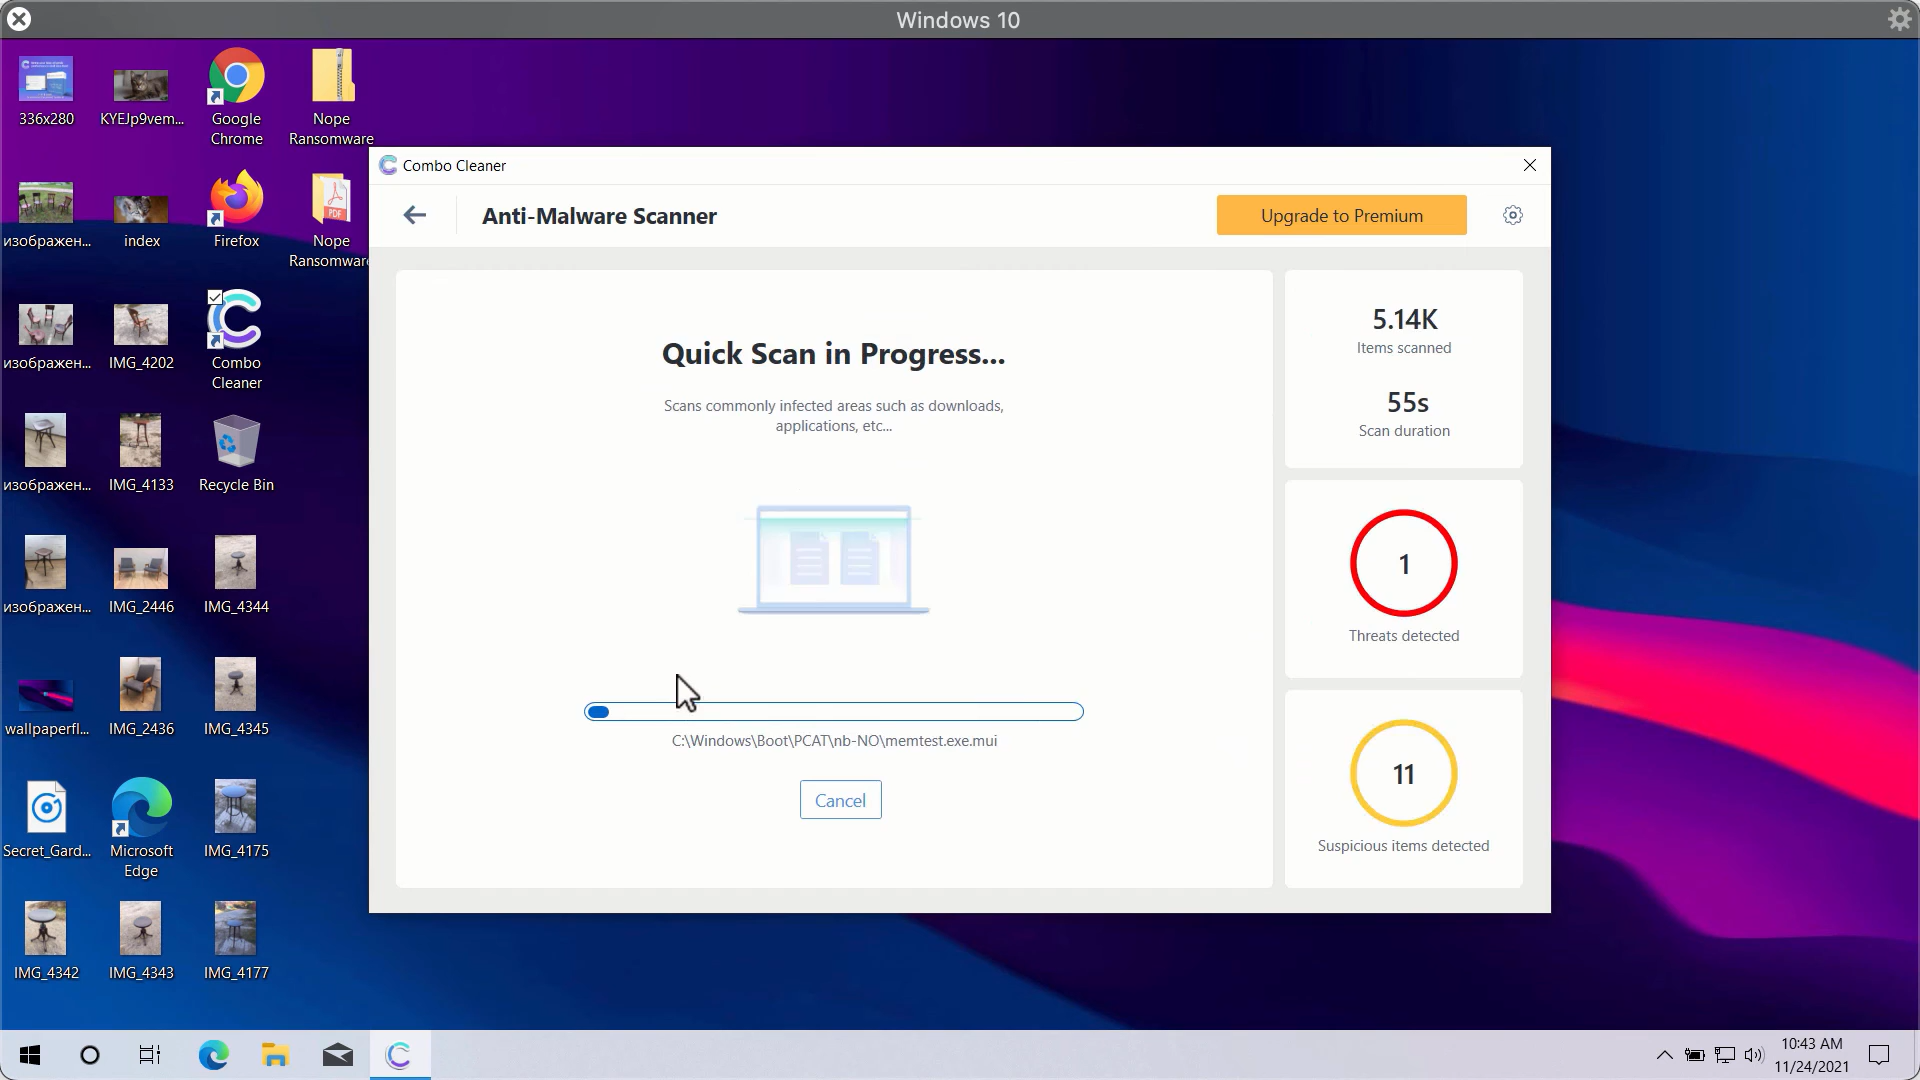 Windows 10
336x280
KYEJp9vem...
Google
Chrome
Nope
Ransomware
изображен...
index
Firefox
PDF
Nope
Ransomware
изображен...
IMG_4202
Combo
Cleaner
изображен...
IMG_4133
Recycle Bin
изображен...
IMG_2446
IMG_4344
wallpaperfl...
IMG_2436
IMG_4345
Secret_Gard...
Microsoft
Edge
IMG_4175
IMG_4342
IMG_4343
IMG_4177
Combo Cleaner
Anti-Malware Scanner
Upgrade to Premium
Quick Scan in Progress...
Scans commonly infected areas such as downloads,
applications, etc...
C:\Windows\Boot\PCAT\nb-NO\memtest.exe.mui
Cancel
5.14K
Items scanned
55s
Scan duration
1
Threats detected
11
Suspicious items detected
10:43 AM
11/24/2021